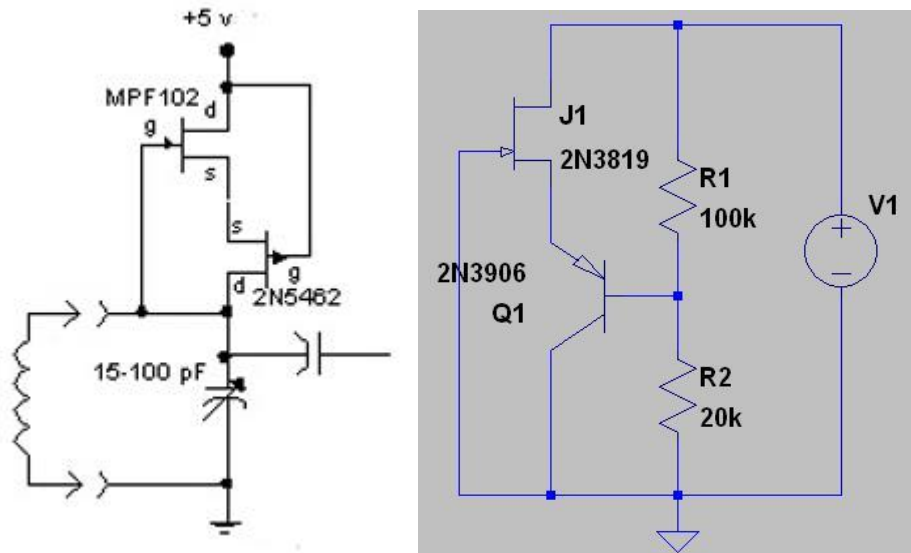 +5 v
MPF102
d
g
s
s
d
g
2N5462
15-100 pF
J1
2N3819
R1
100k
V1
2N3906
Q1
R2
20k